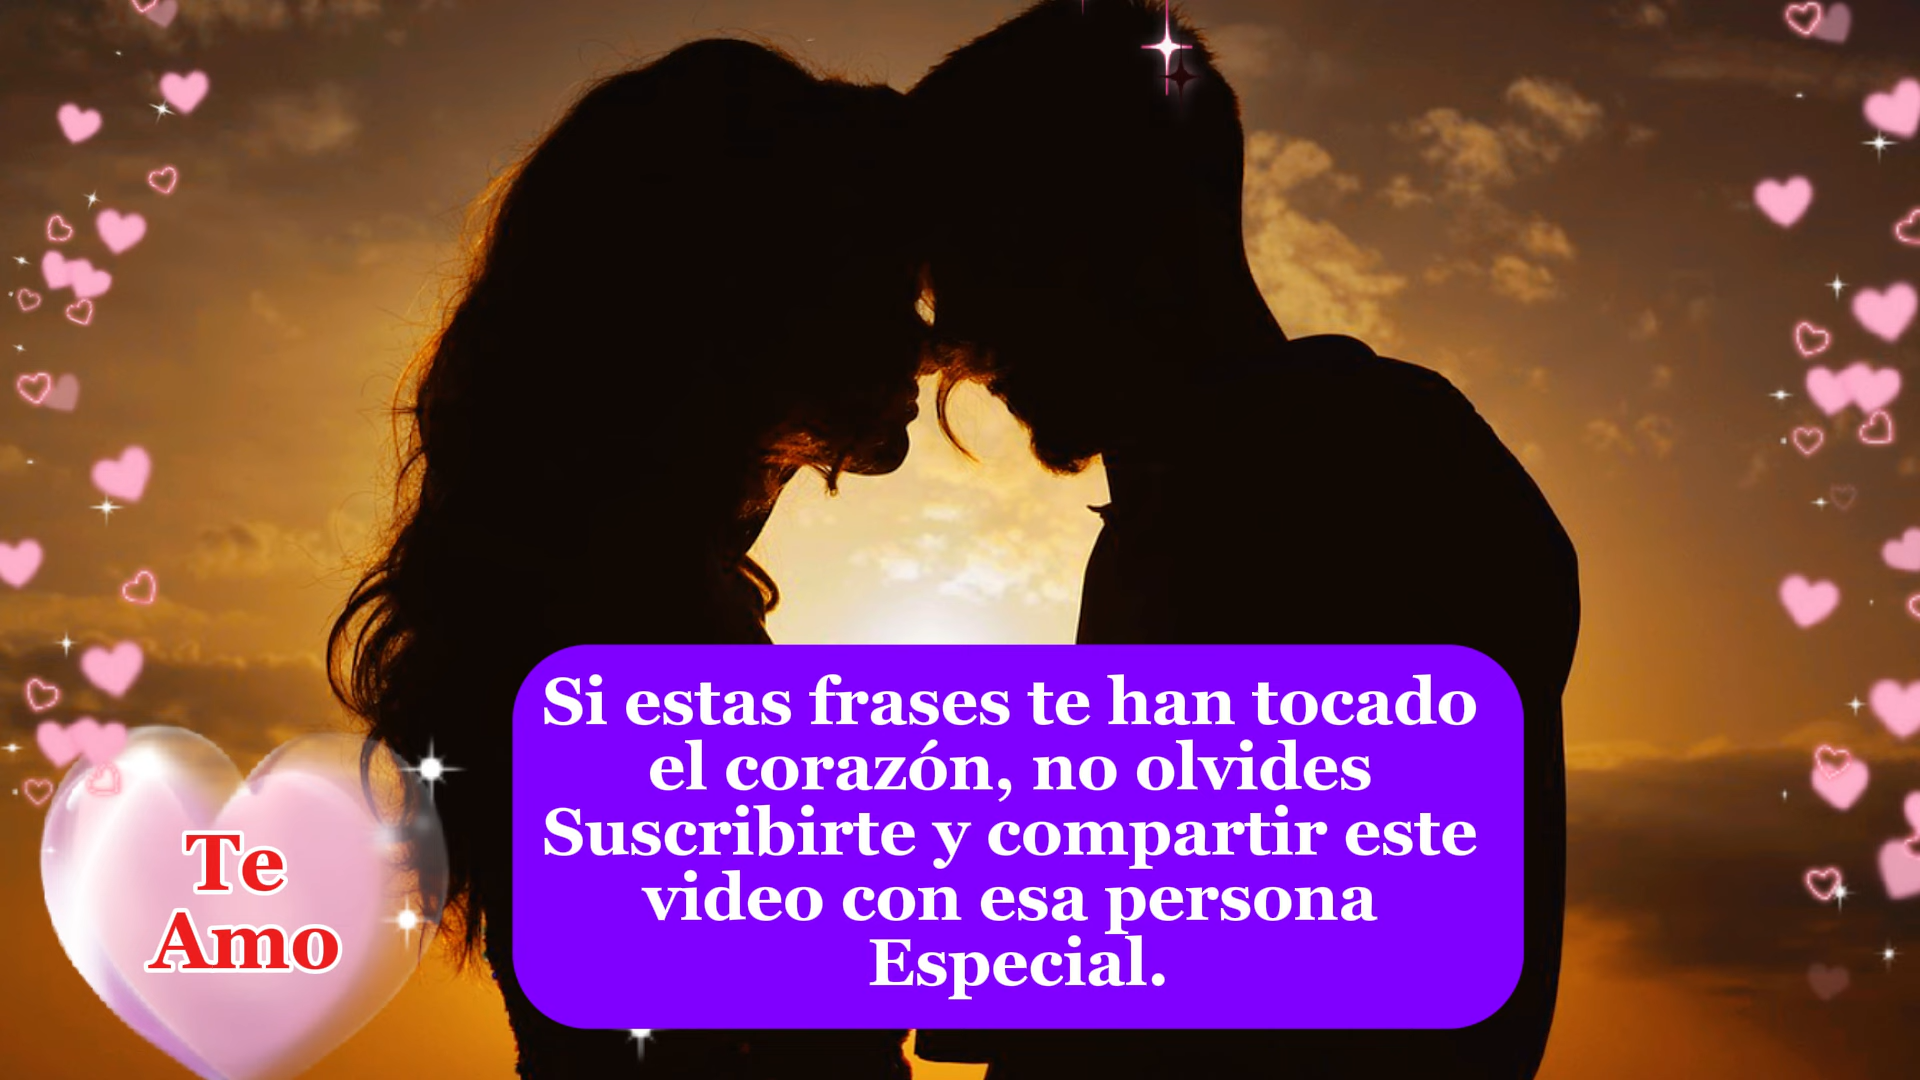 Si estas frases te han tocado
el corazón, no olvides
Suscribirte y compartir este
video con esa persona
Especial.
Te
Amo